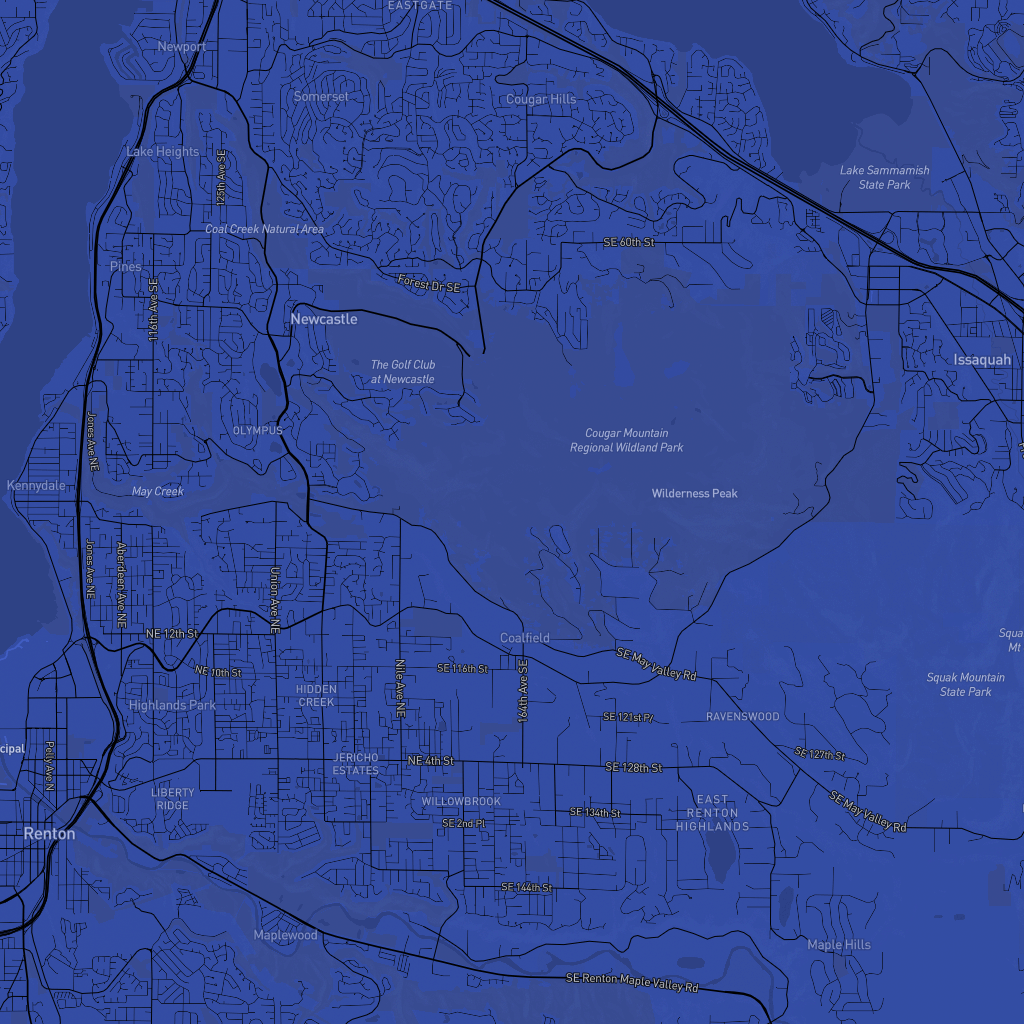 EASTGATE
Newport
Somerset
Cougar Hills
Lake Heights
125th Ave SE
Lake Sammamish
State Park
Coal Creek Natural Area
SE 60th St
Pines
Forest Dr SE
116th Ave SE
Newcastle
Issaquah
The Golf Club
at Newcastle
Jones Ave NE
OLYMPUS
Cougar Mountain
Regional Wildland Park
Kennydale
May Creek
Wilderness Peak
Jones Ave NE
Aberdeen Ave NE
Union Ave NE
NE 12th St
Coalfield
Squa
Mt
NE 10th St
SE 116th St
SE May Valley Rd
Nile Ave NE
164th Ave SE
Squak Mountain
State Park
HIDDEN
CREEK
Highlands Park
SE 121st Pl
RAVENSWOOD
cipal
Pelly Ave N
JERICHO
ESTATES
NE 4th St
SE 128th St
SE 127th St
LIBERTY
RIDGE
WILLOWBROOK
EAST
RENTON
HIGHLANDS
SE 134th St
SE May Valley Rd
SE 2nd Pl
Renton
SE 144th St
Maplewood
Maple Hills
SE Renton Maple Valley Rd